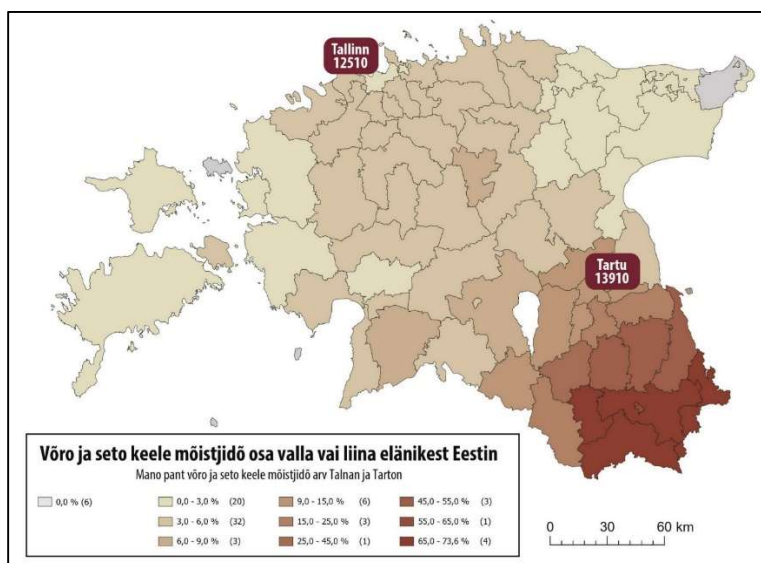 Tallinn
12510
Tartu
13910
Võro ja seto keele mõistjidõ osa valla vai liina elänikest Eestin
Mano pant võro ja seto keele mõistjidõ arv Talnan ja Tarton
0,0 % (6)
0,0 - 3,0 % (20)
3,0 - 6,0 % (32)
6,0 - 9,0 % (3)
9,0 - 15,0 % (6)
15,0 - 25,0 % (3)
25,0 - 45,0 % (1)
45,0 - 55,0 % (3)
55,0 - 65,0 % (1)
65,0 - 73,6 % (4)
0 30 60 km